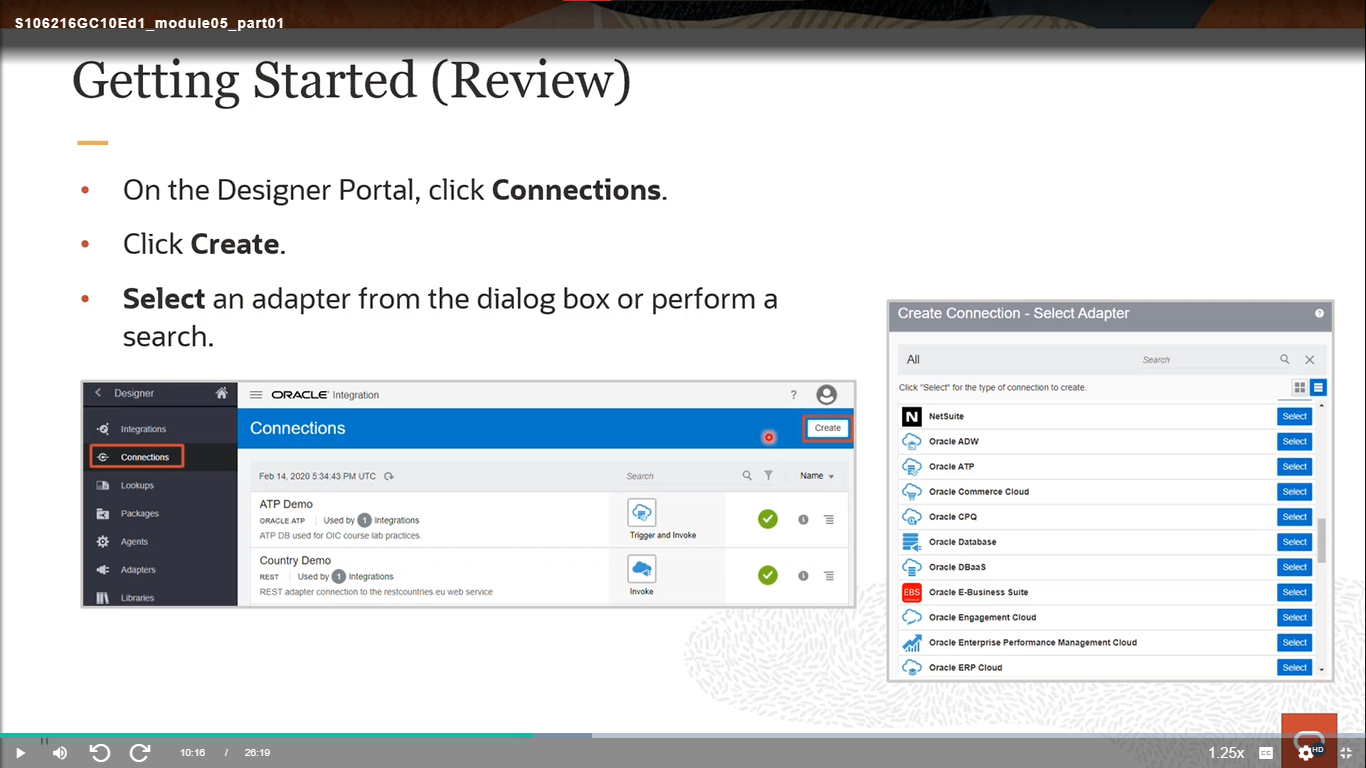 S106216GC10Ed1_module05_part01
Getting Started (Review)
• On the Designer Portal, click Connections.
• Click Create.
• Select an adapter from the dialog box or perform a
search.
Designer
Integrations
Connections
Lookups
Packages
Agents
Adapters
Libraries
ORACLE Integration
?
Connections
Create
Feb 14, 2020 5:34:43 PM UTC
Search
Name
ATP Demo
ORACLE ATP | Used by 1 Integrations
ATP DB used for OIC course lab practices.
Trigger and Invoke
Country Demo
REST | Used by 1 Integrations
REST adapter connection to the restcountries.eu web service
Invoke
Create Connection - Select Adapter
?
All
Search
Click "Select" for the type of connection to create.
N NetSuite Select
Oracle ADW Select
Oracle ATP Select
Oracle Commerce Cloud Select
Oracle CPQ Select
Oracle Database Select
Oracle DBaaS Select
EBS Oracle E-Business Suite Select
Oracle Engagement Cloud Select
Oracle Enterprise Performance Management Cloud Select
Oracle ERP Cloud Select
10:16 / 26:19
1.25x
CC
HD